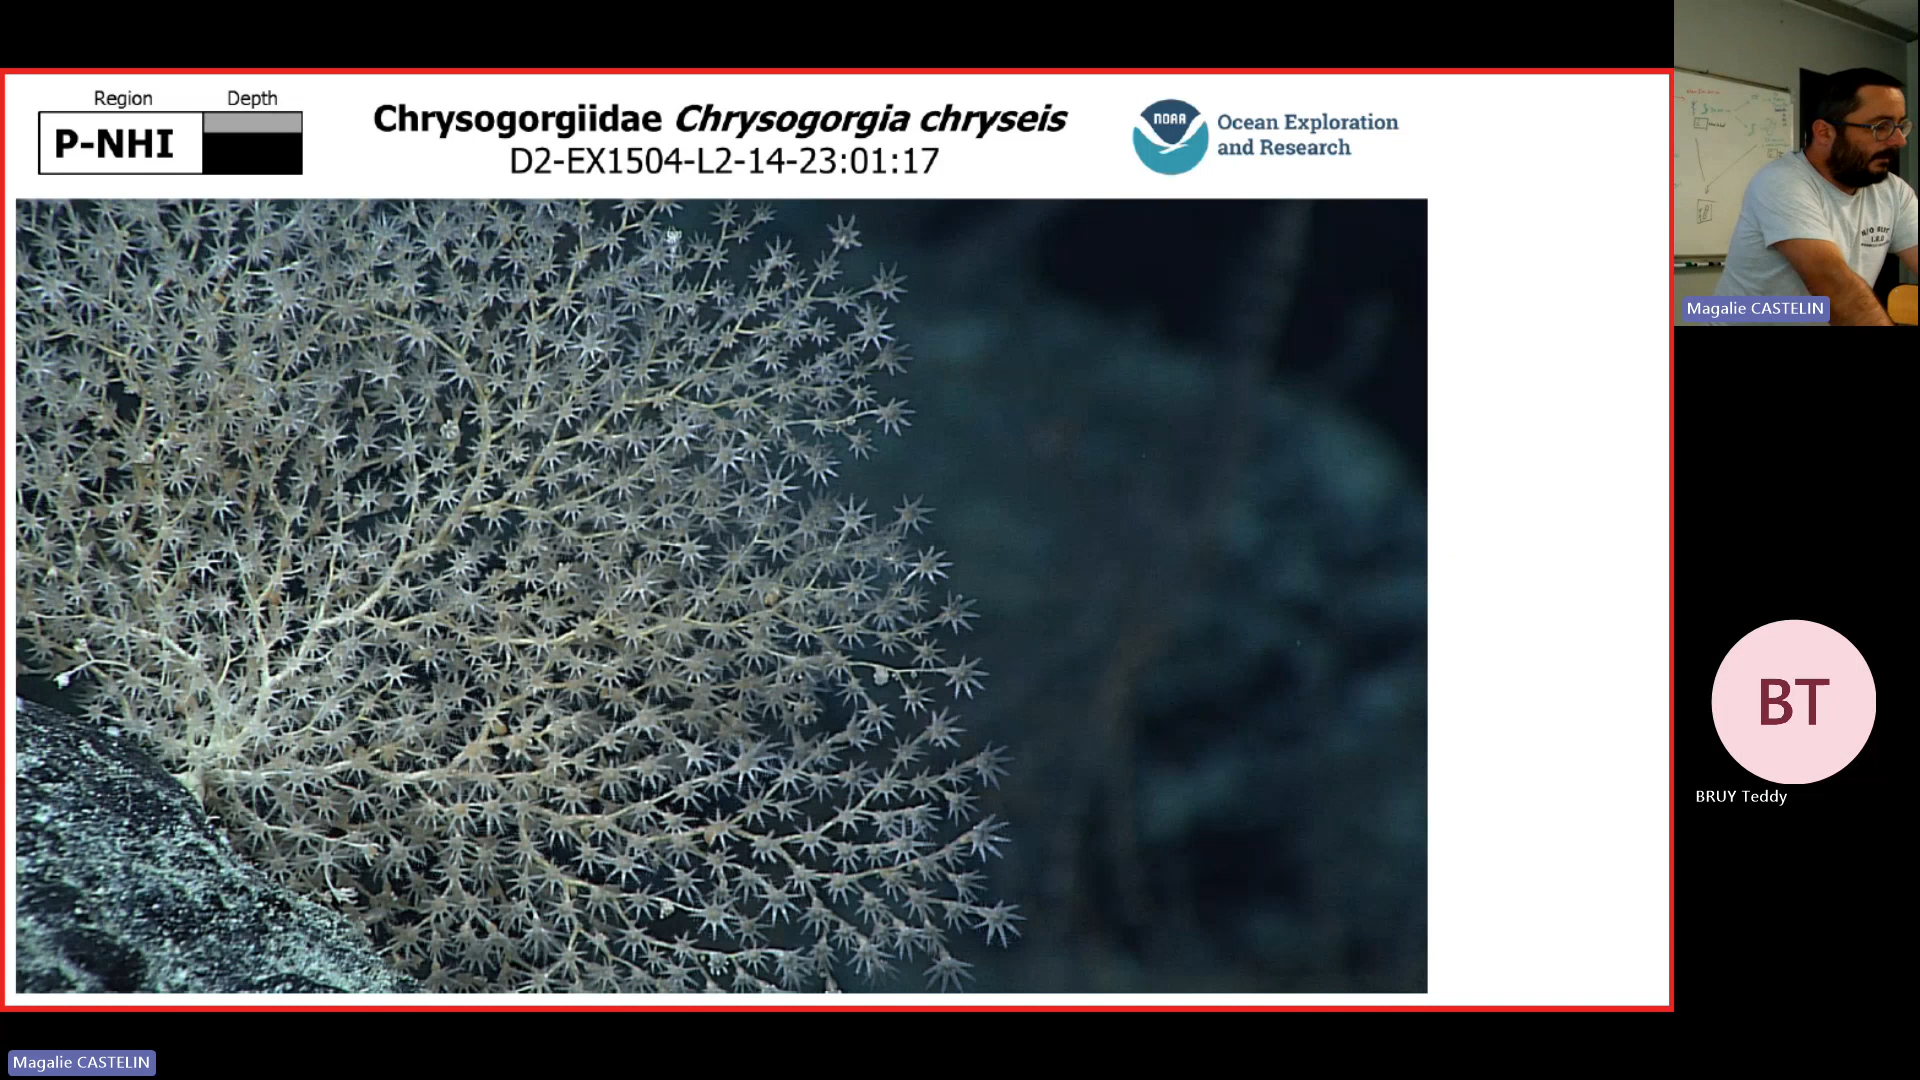 Region
Depth
P-NHI
Chrysogorgiidae Chrysogorgia chryseis
D2-EX1504-L2-14-23:01:17
NOAA
Ocean Exploration
and Research
Magalie CASTELIN
BT
BRUY Teddy
Magalie CASTELIN